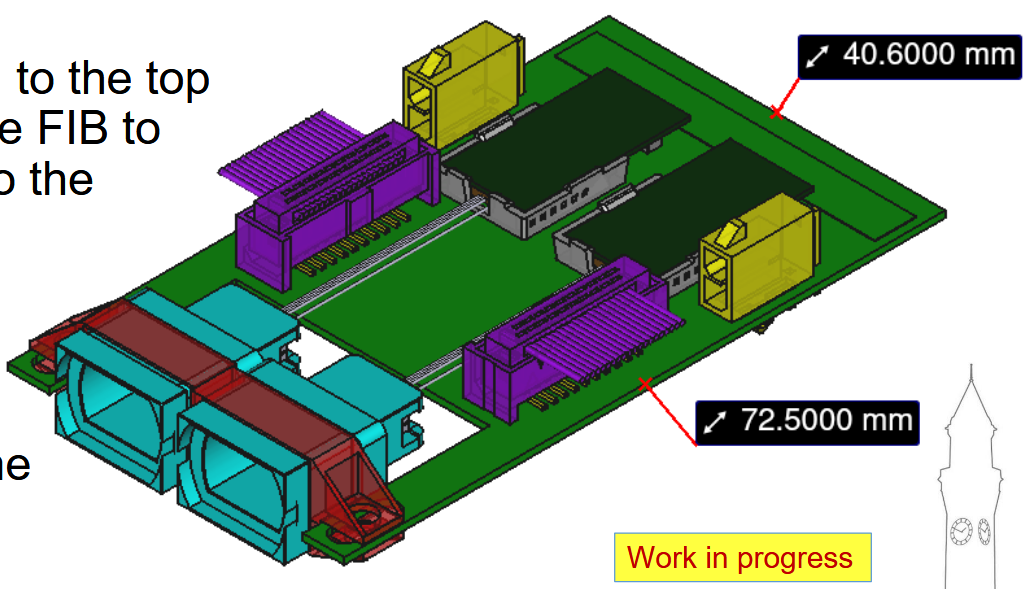 to the top
40.6000 mm
e FIB to
o the
72.5000 mm
ne
Work in progress